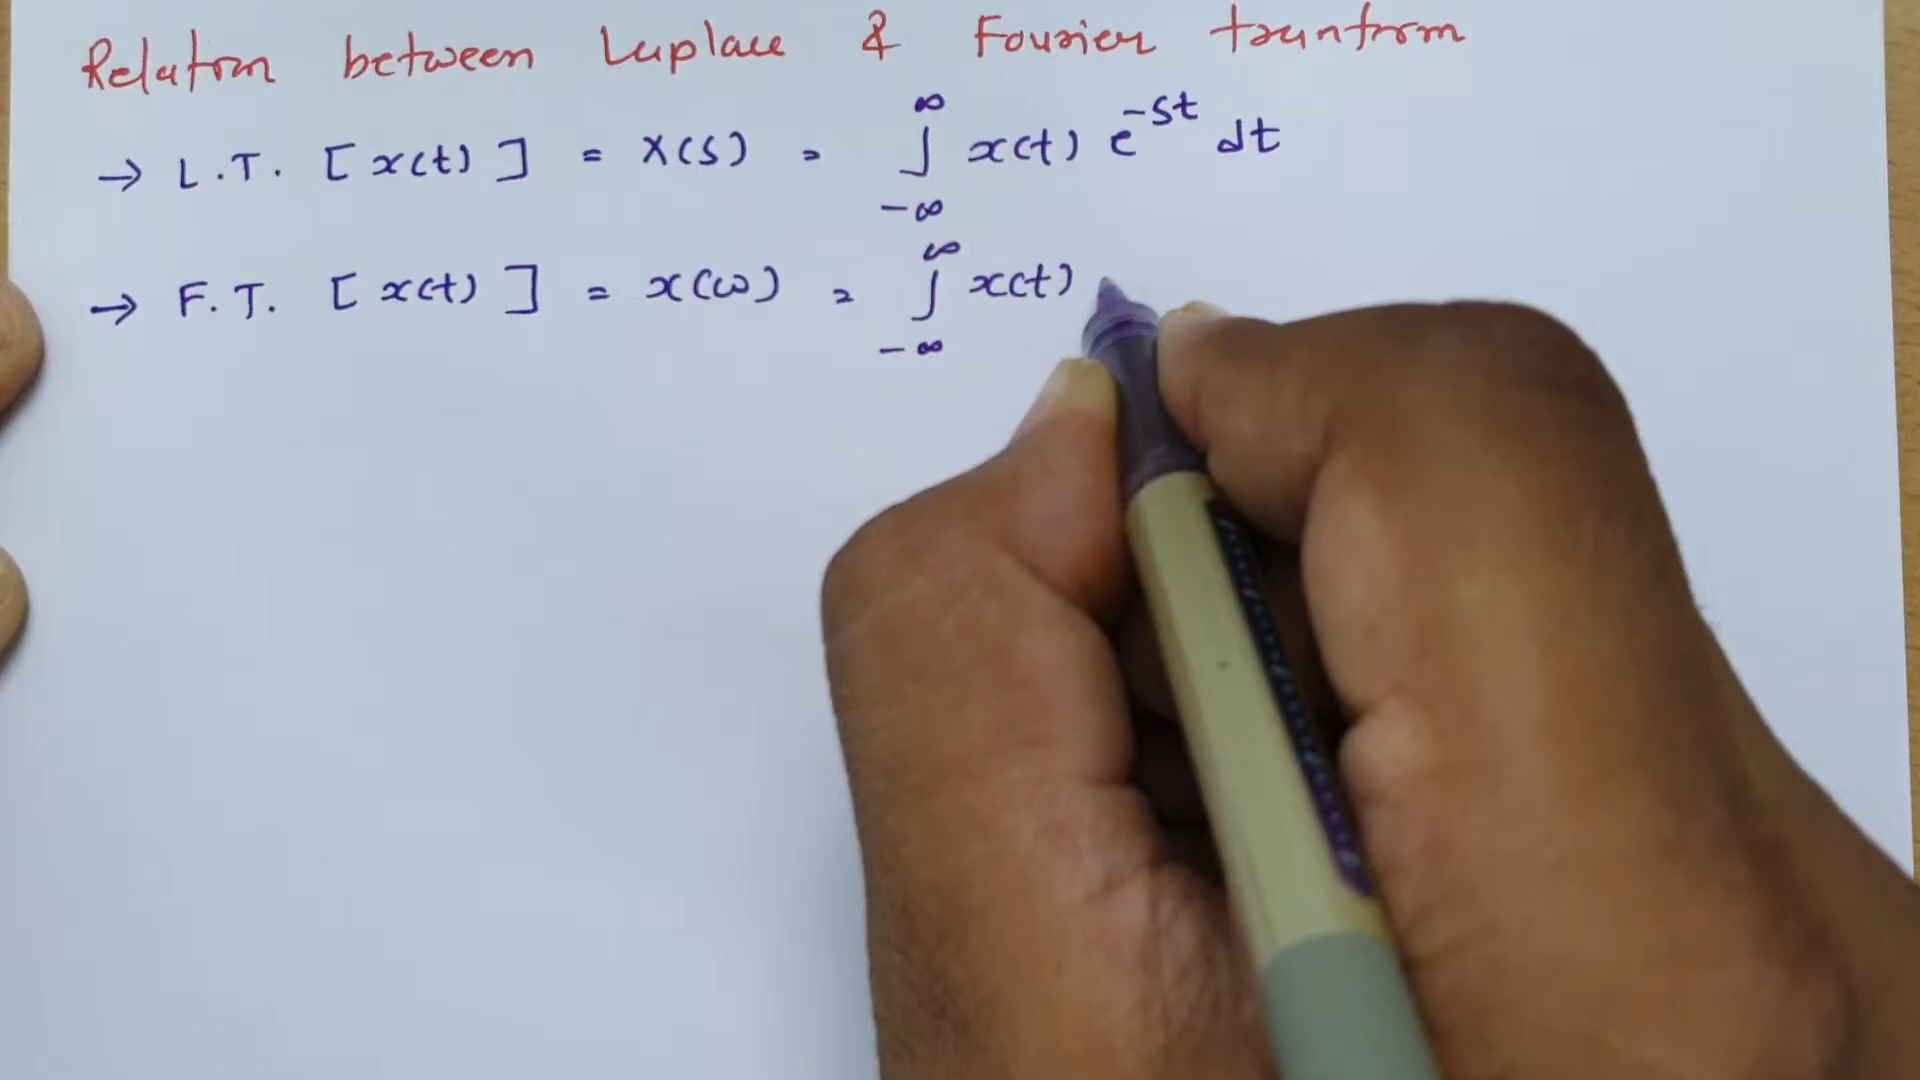 Relation between Laplace & Fourier transform
→ L.T. [x(t)] = X(s) = ∫_{-∞}^{∞} x(t) e^{-st} dt
→ F.T. [x(t)] = x(ω) = ∫_{-∞}^{∞} x(t)